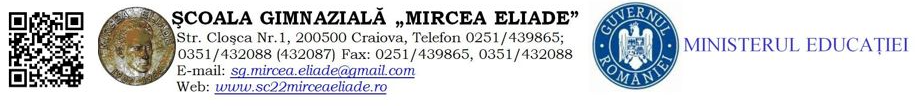 ŞCOALA GIMNAZIALĂ „MIRCEA ELIADE”
Str. Cloşca Nr.1, 200500 Craiova, Telefon 0251/439865;
0351/432088 (432087) Fax: 0251/439865, 0351/432088
E-mail: sg.mircea.eliade@gmail.com
Web: www.sc22mirceaeliade.ro
GUVERNUL ROMÂNIEI
MINISTERUL EDUCAȚIEI